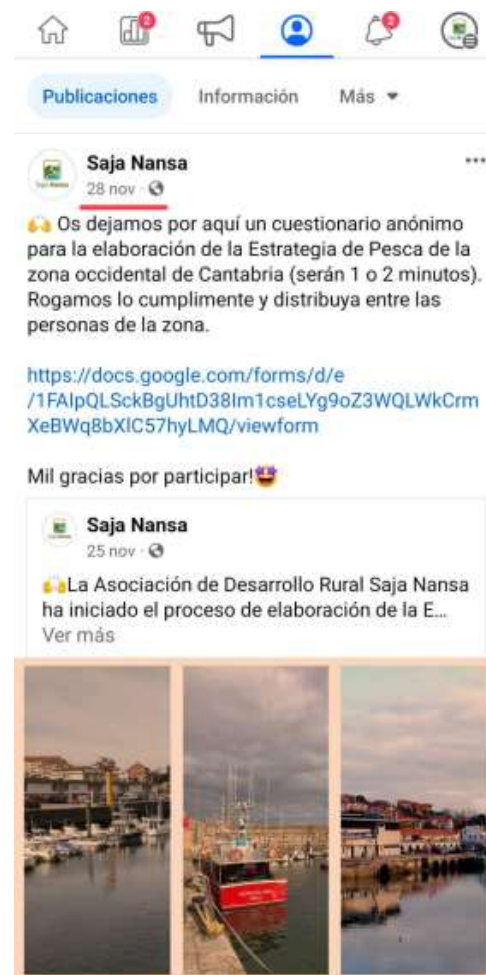 2
2
Publicaciones
Información
Más
Saja Nansa
28 nov
🙌 Os dejamos por aquí un cuestionario anónimo
para la elaboración de la Estrategia de Pesca de la
zona occidental de Cantabria (serán 1 o 2 minutos).
Rogamos lo cumplimente y distribuya entre las
personas de la zona.
https://docs.google.com/forms/d/e
/1FAIpQLSckBgUhtD38Im1cseLYg9oZ3WQLWkCrm
XeBWq8bXlC57hyLMQ/viewform
Mil gracias por participar!🤩
Saja Nansa
25 nov
🙌La Asociación de Desarrollo Rural Saja Nansa
ha iniciado el proceso de elaboración de la E...
Ver más